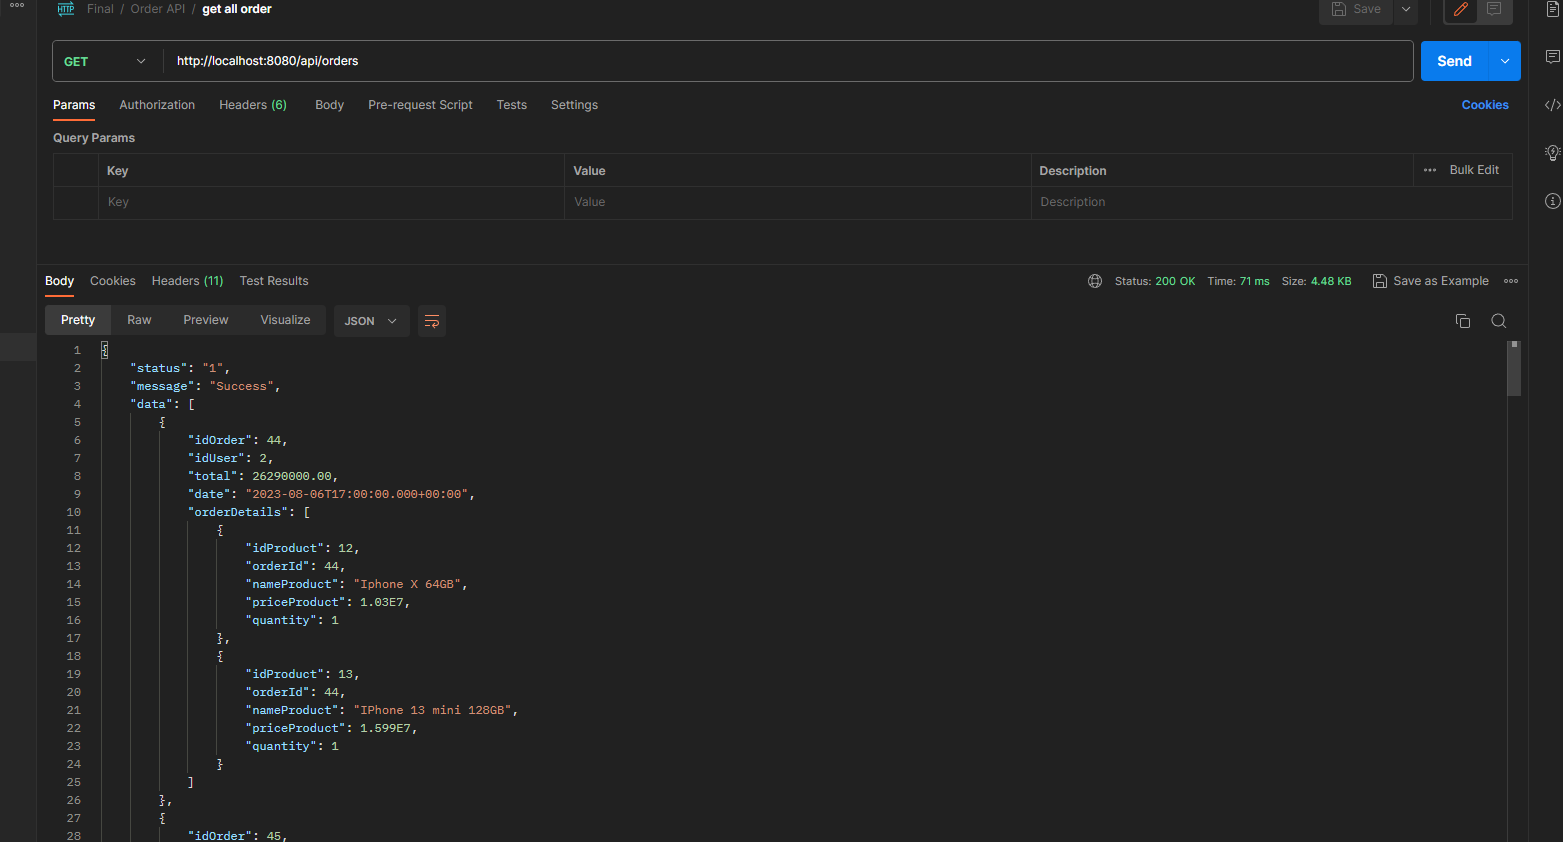 Final / Order API / get all order
Save
GET http://localhost:8080/api/orders Send
Params Authorization Headers (6) Body Pre-request Script Tests Settings Cookies
Query Params
Key Value Description Bulk Edit
Key Value Description
Body Cookies Headers (11) Test Results Status: 200 OK Time: 71 ms Size: 4.48 KB Save as Example
Pretty Raw Preview Visualize JSON
1 {
2 "status": "1",
3 "message": "Success",
4 "data": [
5 {
6 "idOrder": 44,
7 "idUser": 2,
8 "total": 26290000.00,
9 "date": "2023-08-06T17:00:00.000+00:00",
10 "orderDetails": [
11 {
12 "idProduct": 12,
13 "orderId": 44,
14 "nameProduct": "Iphone X 64GB",
15 "priceProduct": 1.03E7,
16 "quantity": 1
17 },
18 {
19 "idProduct": 13,
20 "orderId": 44,
21 "nameProduct": "IPhone 13 mini 128GB",
22 "priceProduct": 1.599E7,
23 "quantity": 1
24 }
25 ]
26 },
27 {
28 "idOrder": 45,